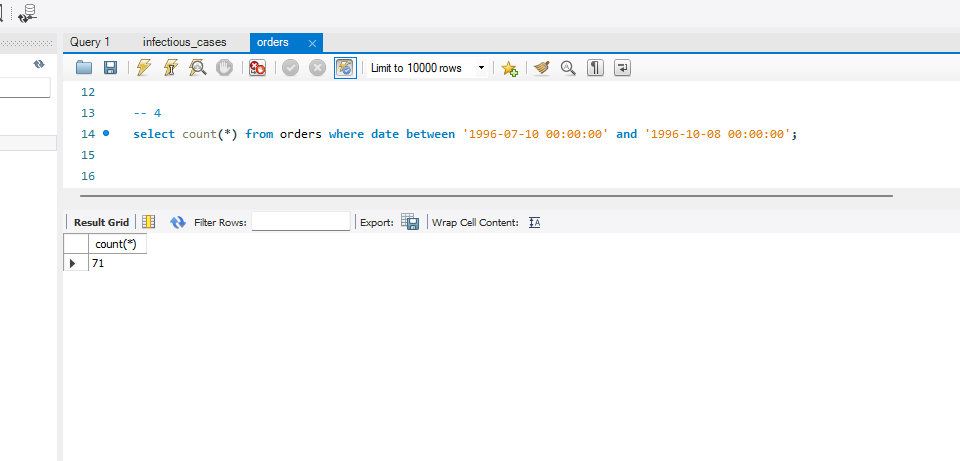 Query 1 infectious_cases orders
Limit to 10000 rows
12
13 -- 4
14 select count(*) from orders where date between '1996-07-10 00:00:00' and '1996-10-08 00:00:00';
15
16
Result Grid Filter Rows: Export: Wrap Cell Content:
count(*)
71